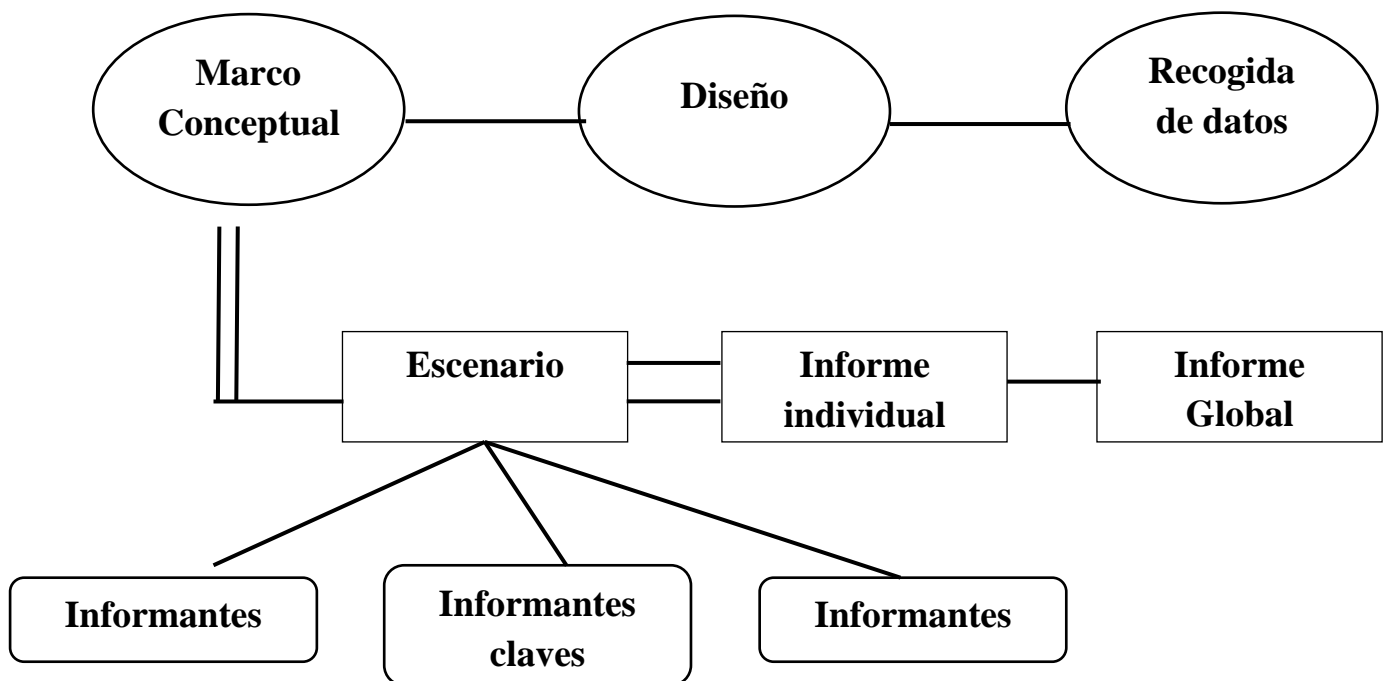 Marco
Conceptual
Diseño
Recogida
de datos
Escenario
Informe
individual
Informe
Global
Informantes
Informantes
claves
Informantes